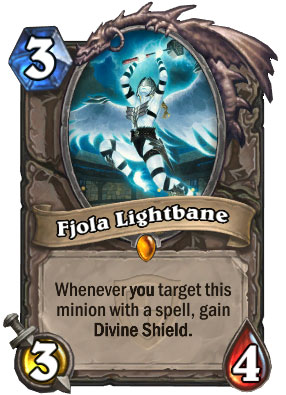 3
Fjola Lightbane
Whenever you target this
minion with a spell, gain
Divine Shield.
3
4